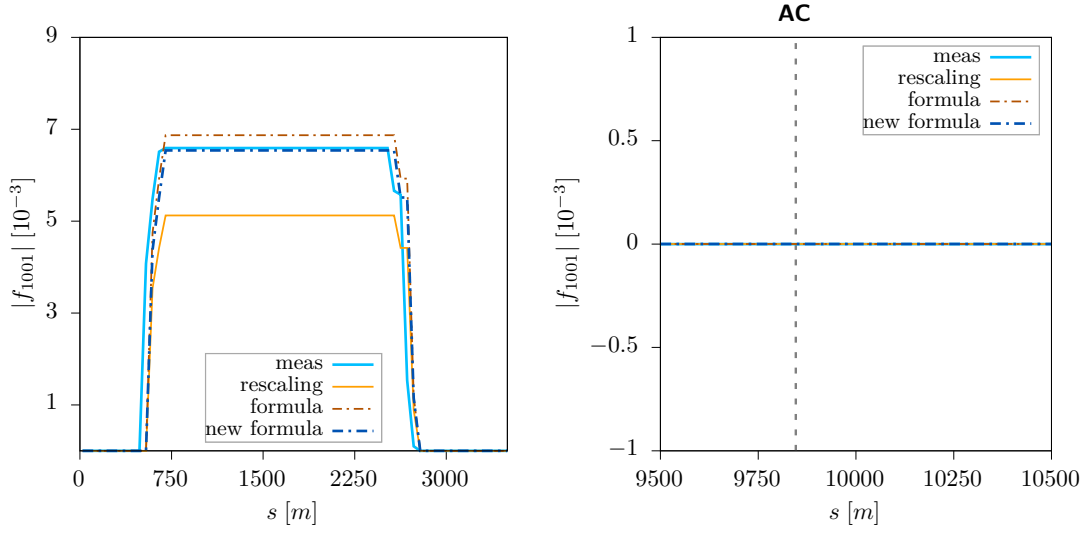 AC
9
7
5
3
1
|f1001| [10−3]
meas
rescaling
formula
new formula
0
750
1500
2250
3000
s [m]
1
0.5
0
−0.5
−1
|f1001| [10−3]
meas
rescaling
formula
new formula
9500
9750
10000
10250
10500
s [m]